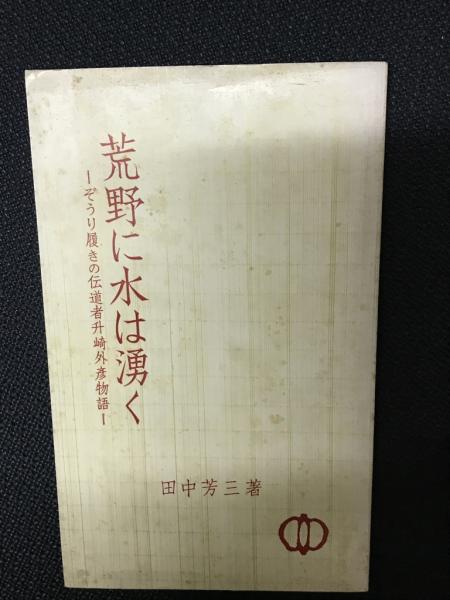 荒野に水は湧く
ーぞうり履きの伝道者升崎外彦物語ー
田中芳三著